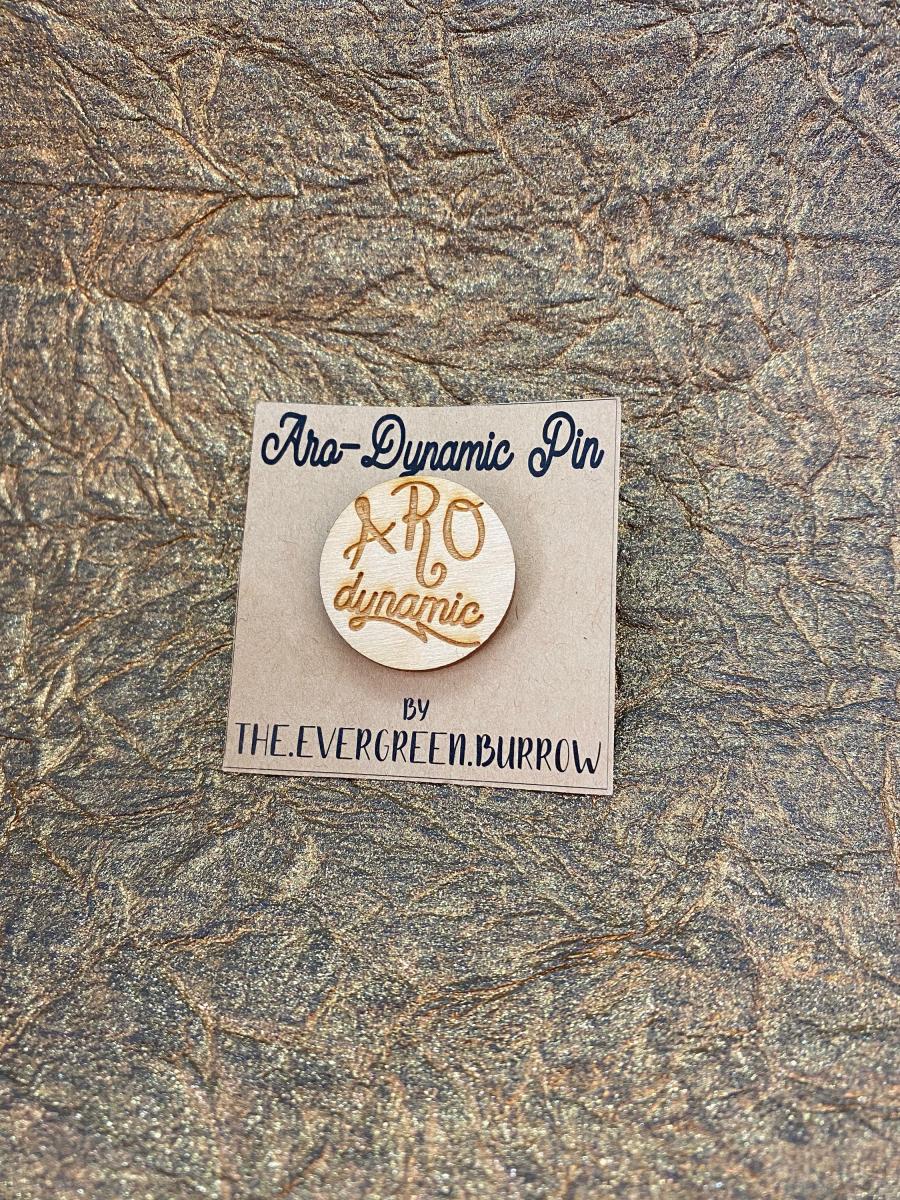 Aro-Dynamic Pin
ARO
dynamic
BY
THE.EVERGREEN.BURROW